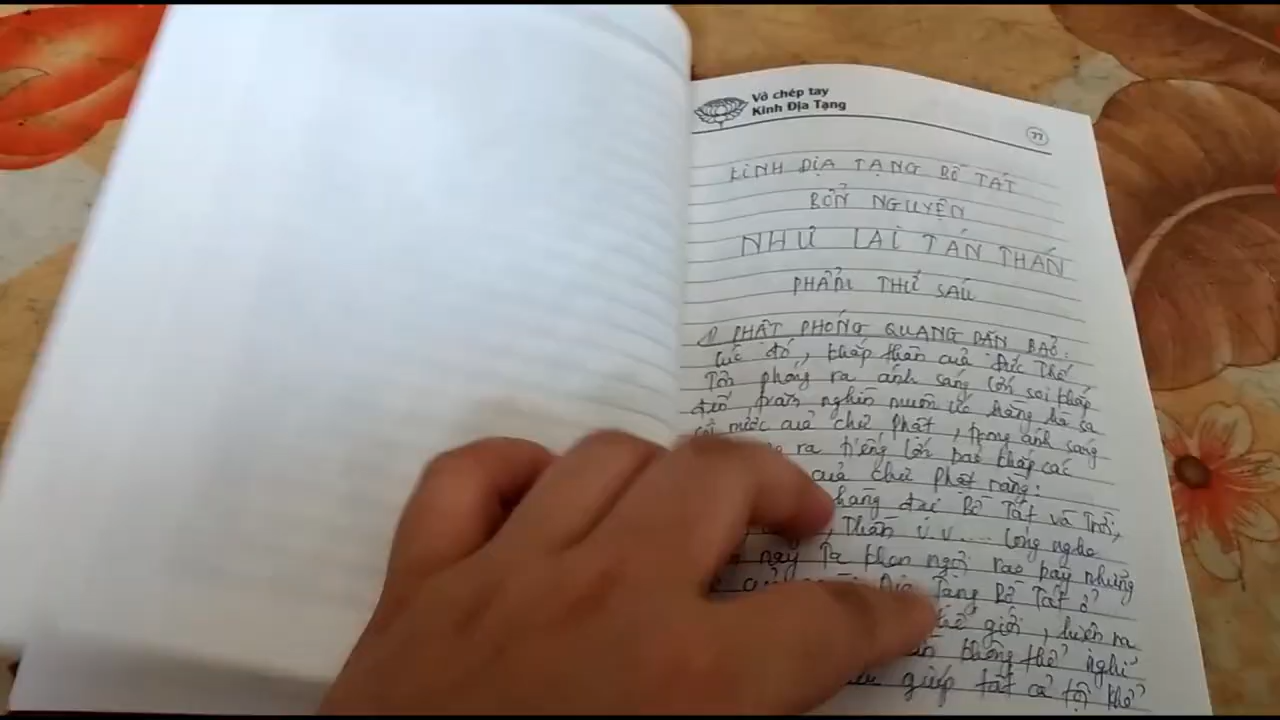 Vở chép tay
Kinh Địa Tạng
77
KINH ĐỊA TẠNG BỒ TÁT
BỔN NGUYỆN
NHƯ LAI TÁN THÁN
PHẨM THỨ SÁU
1) PHẬT PHÓNG QUANG DẶN BẢO:
Lúc đó, khắp thân của Đức Thế
Tôn phóng ra ánh sáng lớn soi khắp
đến trăm nghìn muôn ức hằng hà sa
cõi nước của chư Phật, trong ánh sáng
ra tiếng lớn bảo khắp các
của chư Phật rằng:
hàng đại Bồ Tát và Trời,
, Thần v.v.... lóng nghe
nay Ta khen ngợi rao bày những
Địa Tạng Bồ Tát ở
thế giới, hiện ra
không thể nghĩ
giúp tất cả tội khổ